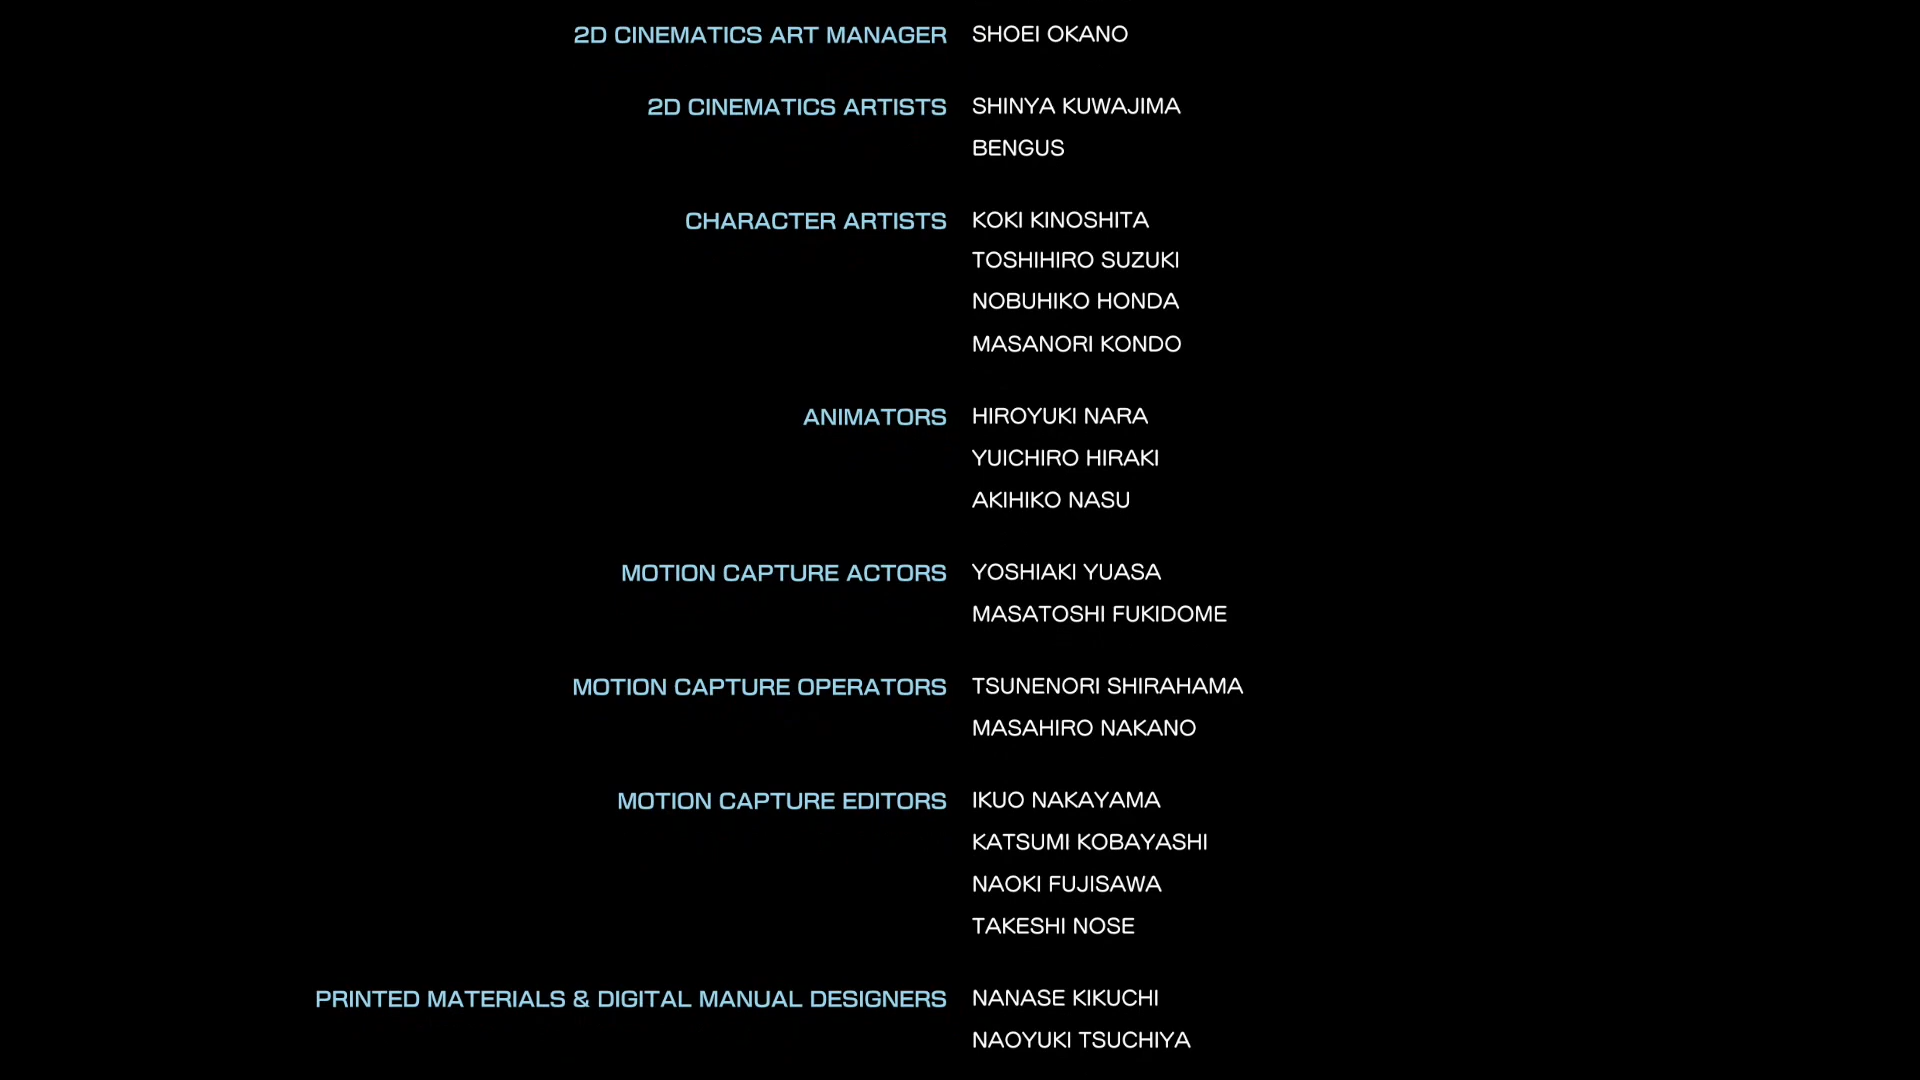 2D CINEMATICS ART MANAGER SHOEI OKANO
2D CINEMATICS ARTISTS SHINYA KUWAJIMA
BENGUS
CHARACTER ARTISTS KOKI KINOSHITA
TOSHIHIRO SUZUKI
NOBUHIKO HONDA
MASANORI KONDO
ANIMATORS HIROYUKI NARA
YUICHIRO HIRAKI
AKIHIKO NASU
MOTION CAPTURE ACTORS YOSHIAKI YUASA
MASATOSHI FUKIDOME
MOTION CAPTURE OPERATORS TSUNENORI SHIRAHAMA
MASAHIRO NAKANO
MOTION CAPTURE EDITORS IKUO NAKAYAMA
KATSUMI KOBAYASHI
NAOKI FUJISAWA
TAKESHI NOSE
PRINTED MATERIALS & DIGITAL MANUAL DESIGNERS NANASE KIKUCHI
NAOYUKI TSUCHIYA